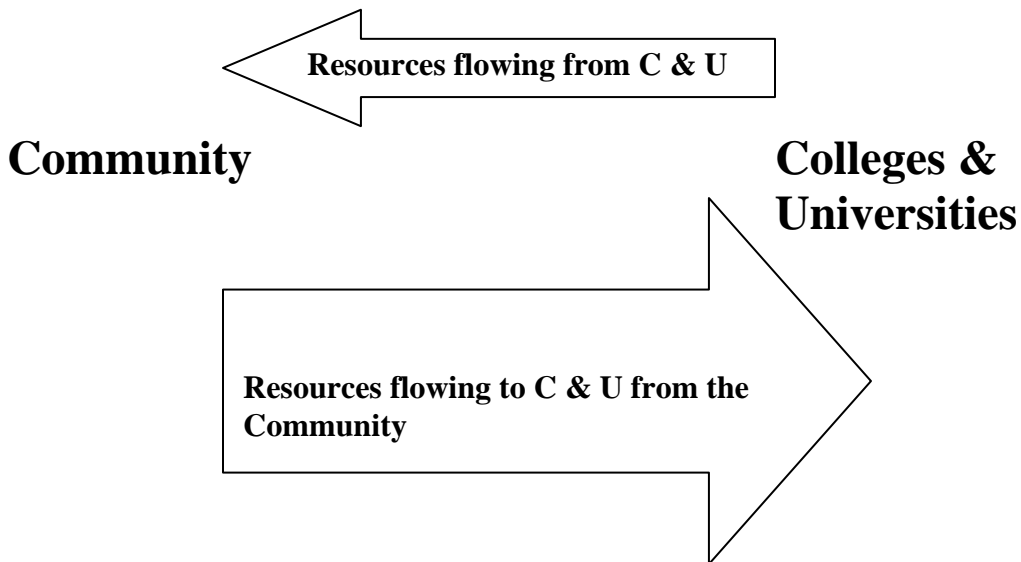 Resources flowing from C & U
Community
Colleges &
Universities
Resources flowing to C & U from the
Community